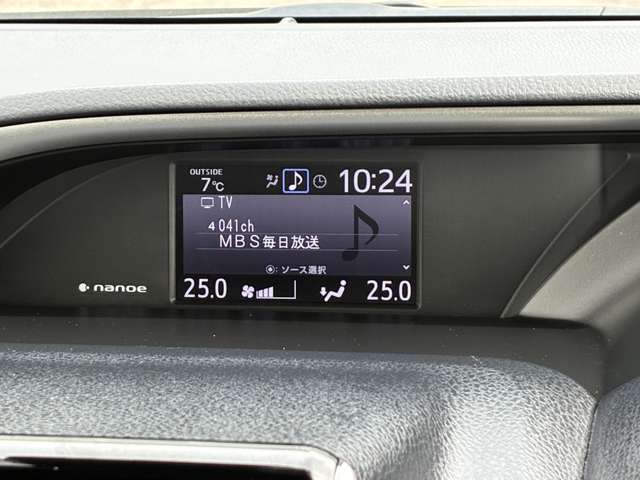 OUTSIDE
7℃ 10:24
TV
4 041ch
MBS毎日放送
◉: ソース選択
25.0 25.0
nanoe